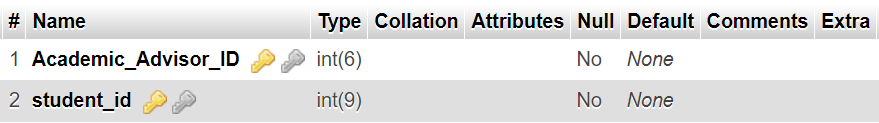 # Name Type Collation Attributes Null Default Comments Extra
1 Academic_Advisor_ID int(6) No None
2 student_id int(9) No None